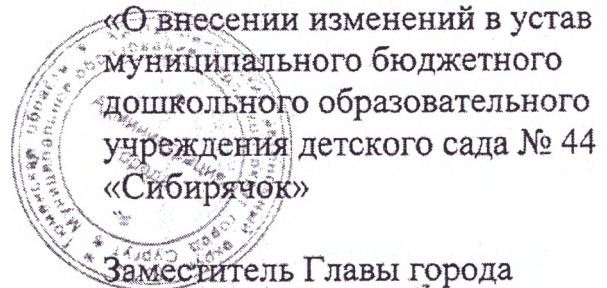 «О внесении изменений в устав
муниципального бюджетного
дошкольного образовательного
учреждения детского сада № 44
«Сибирячок»
Заместитель Главы города